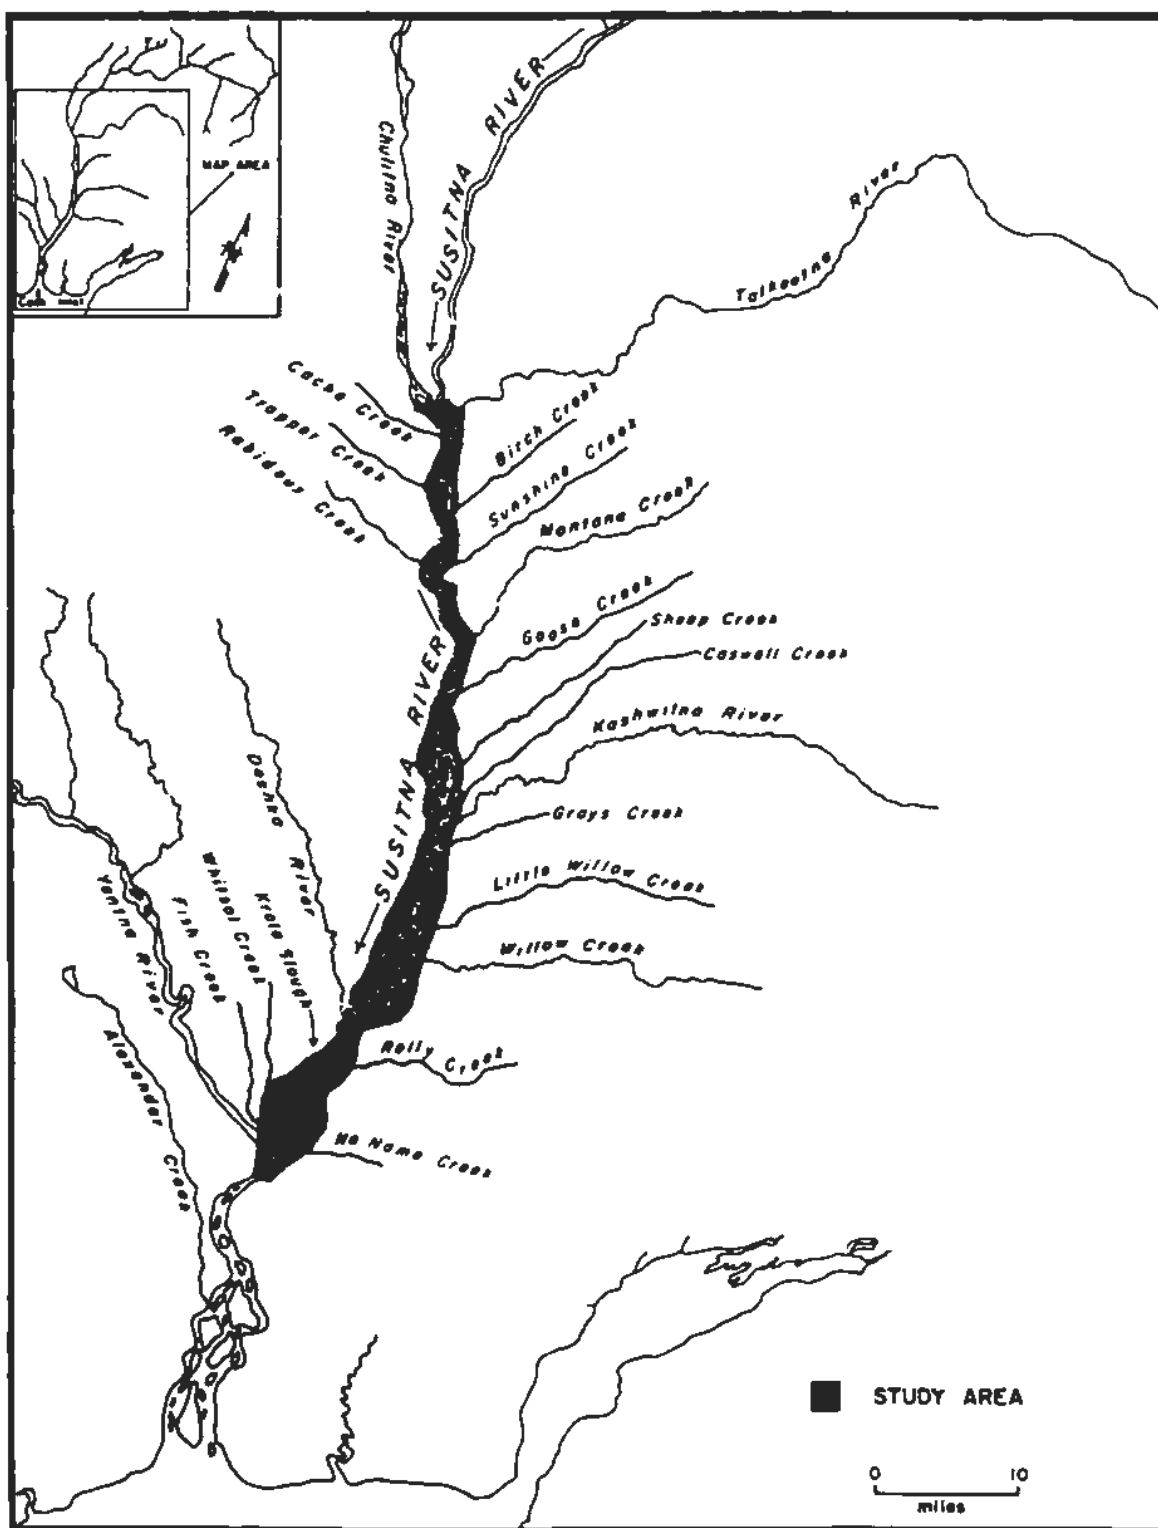 MAP AREA
Cook Inlet
Chulitna River
SUSITNA RIVER
Talkeetna River
Cache Creek
Trapper Creek
Rabideux Creek
Birch Creek
Sunshine Creek
Montana Creek
Goose Creek
Sheep Creek
Caswell Creek
Kashwitna River
SUSITNA RIVER
Deshka River
Grays Creek
Little Willow Creek
Willow Creek
Whitsol Creek
Fish Creek
Kroto Slough
Yentna River
Alexander Creek
Rolly Creek
No Name Creek
STUDY AREA
0 10
miles